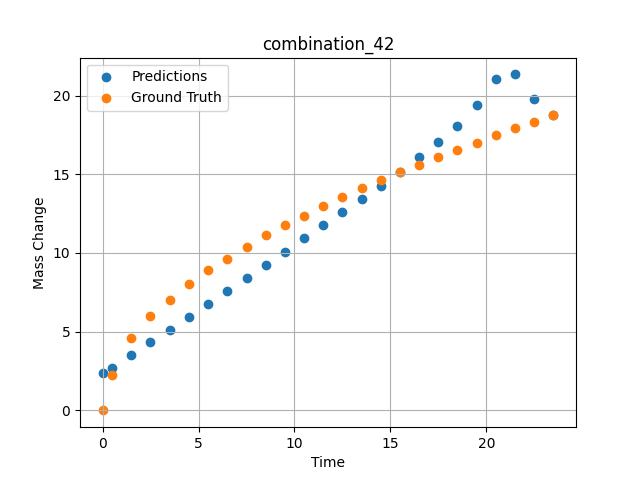 combination_42
Predictions
Ground Truth
20
15
10
5
0
Mass Change
0 5 10 15 20
Time